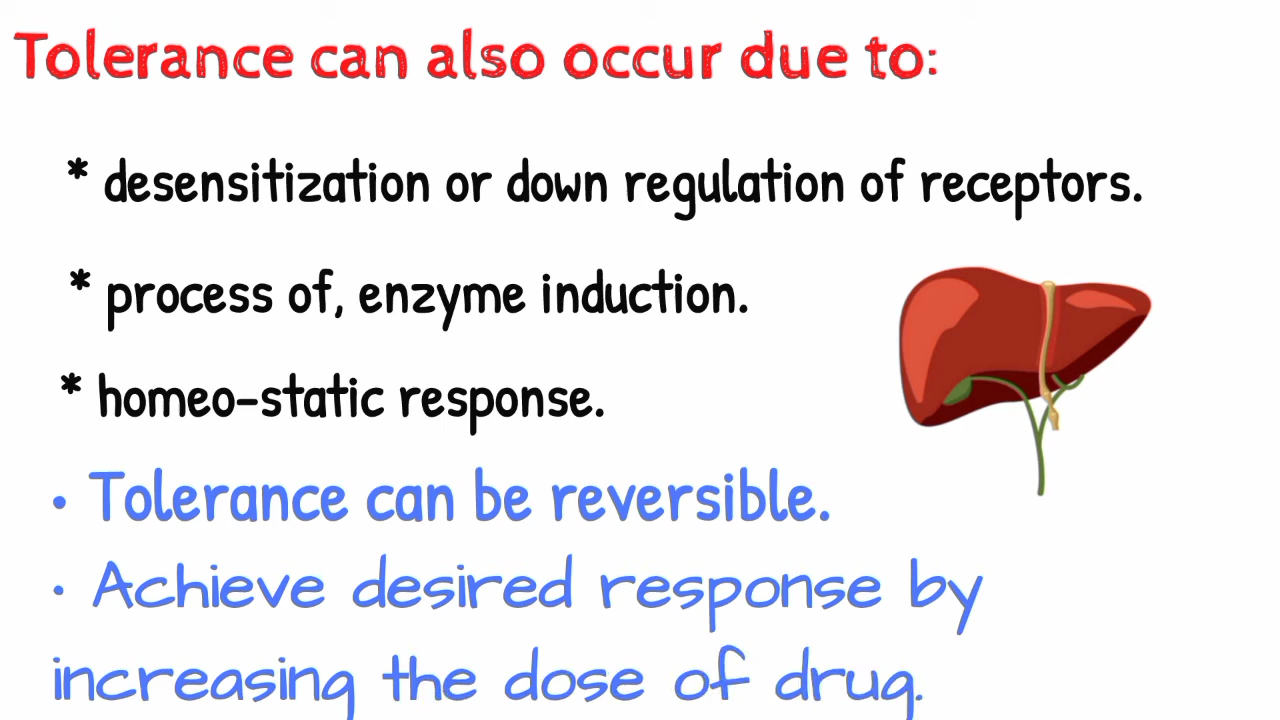 Tolerance can also occur due to:
* desensitization or down regulation of receptors.
* process of, enzyme induction.
* homeo-static response.
• Tolerance can be reversible.
• Achieve desired response by
increasing the dose of drug.